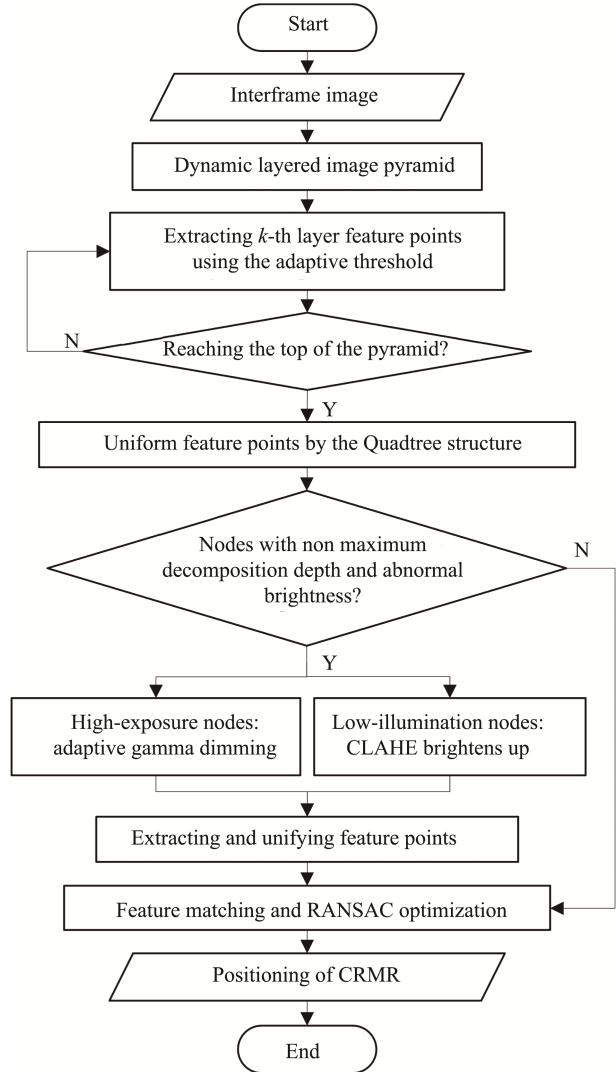 Start
Interframe image
Dynamic layered image pyramid
Extracting k-th layer feature points
using the adaptive threshold
N
Reaching the top of the pyramid?
Y
Uniform feature points by the Quadtree structure
Nodes with non maximum
decomposition depth and abnormal
brightness?
N
Y
High-exposure nodes:
adaptive gamma dimming
Low-illumination nodes:
CLAHE brightens up
Extracting and unifying feature points
Feature matching and RANSAC optimization
Positioning of CRMR
End